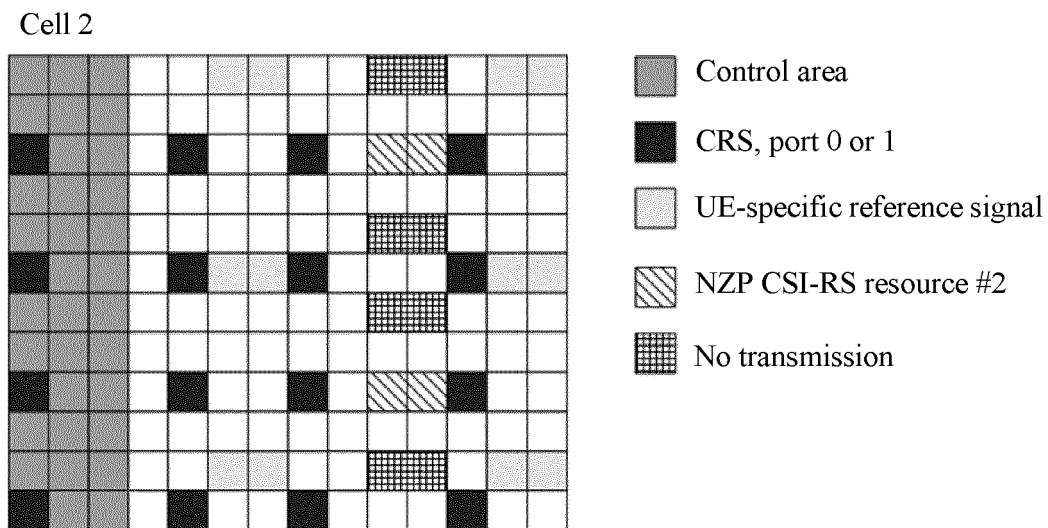 Cell 2
Control area
CRS, port 0 or 1
UE-specific reference signal
NZP CSI-RS resource #2
No transmission